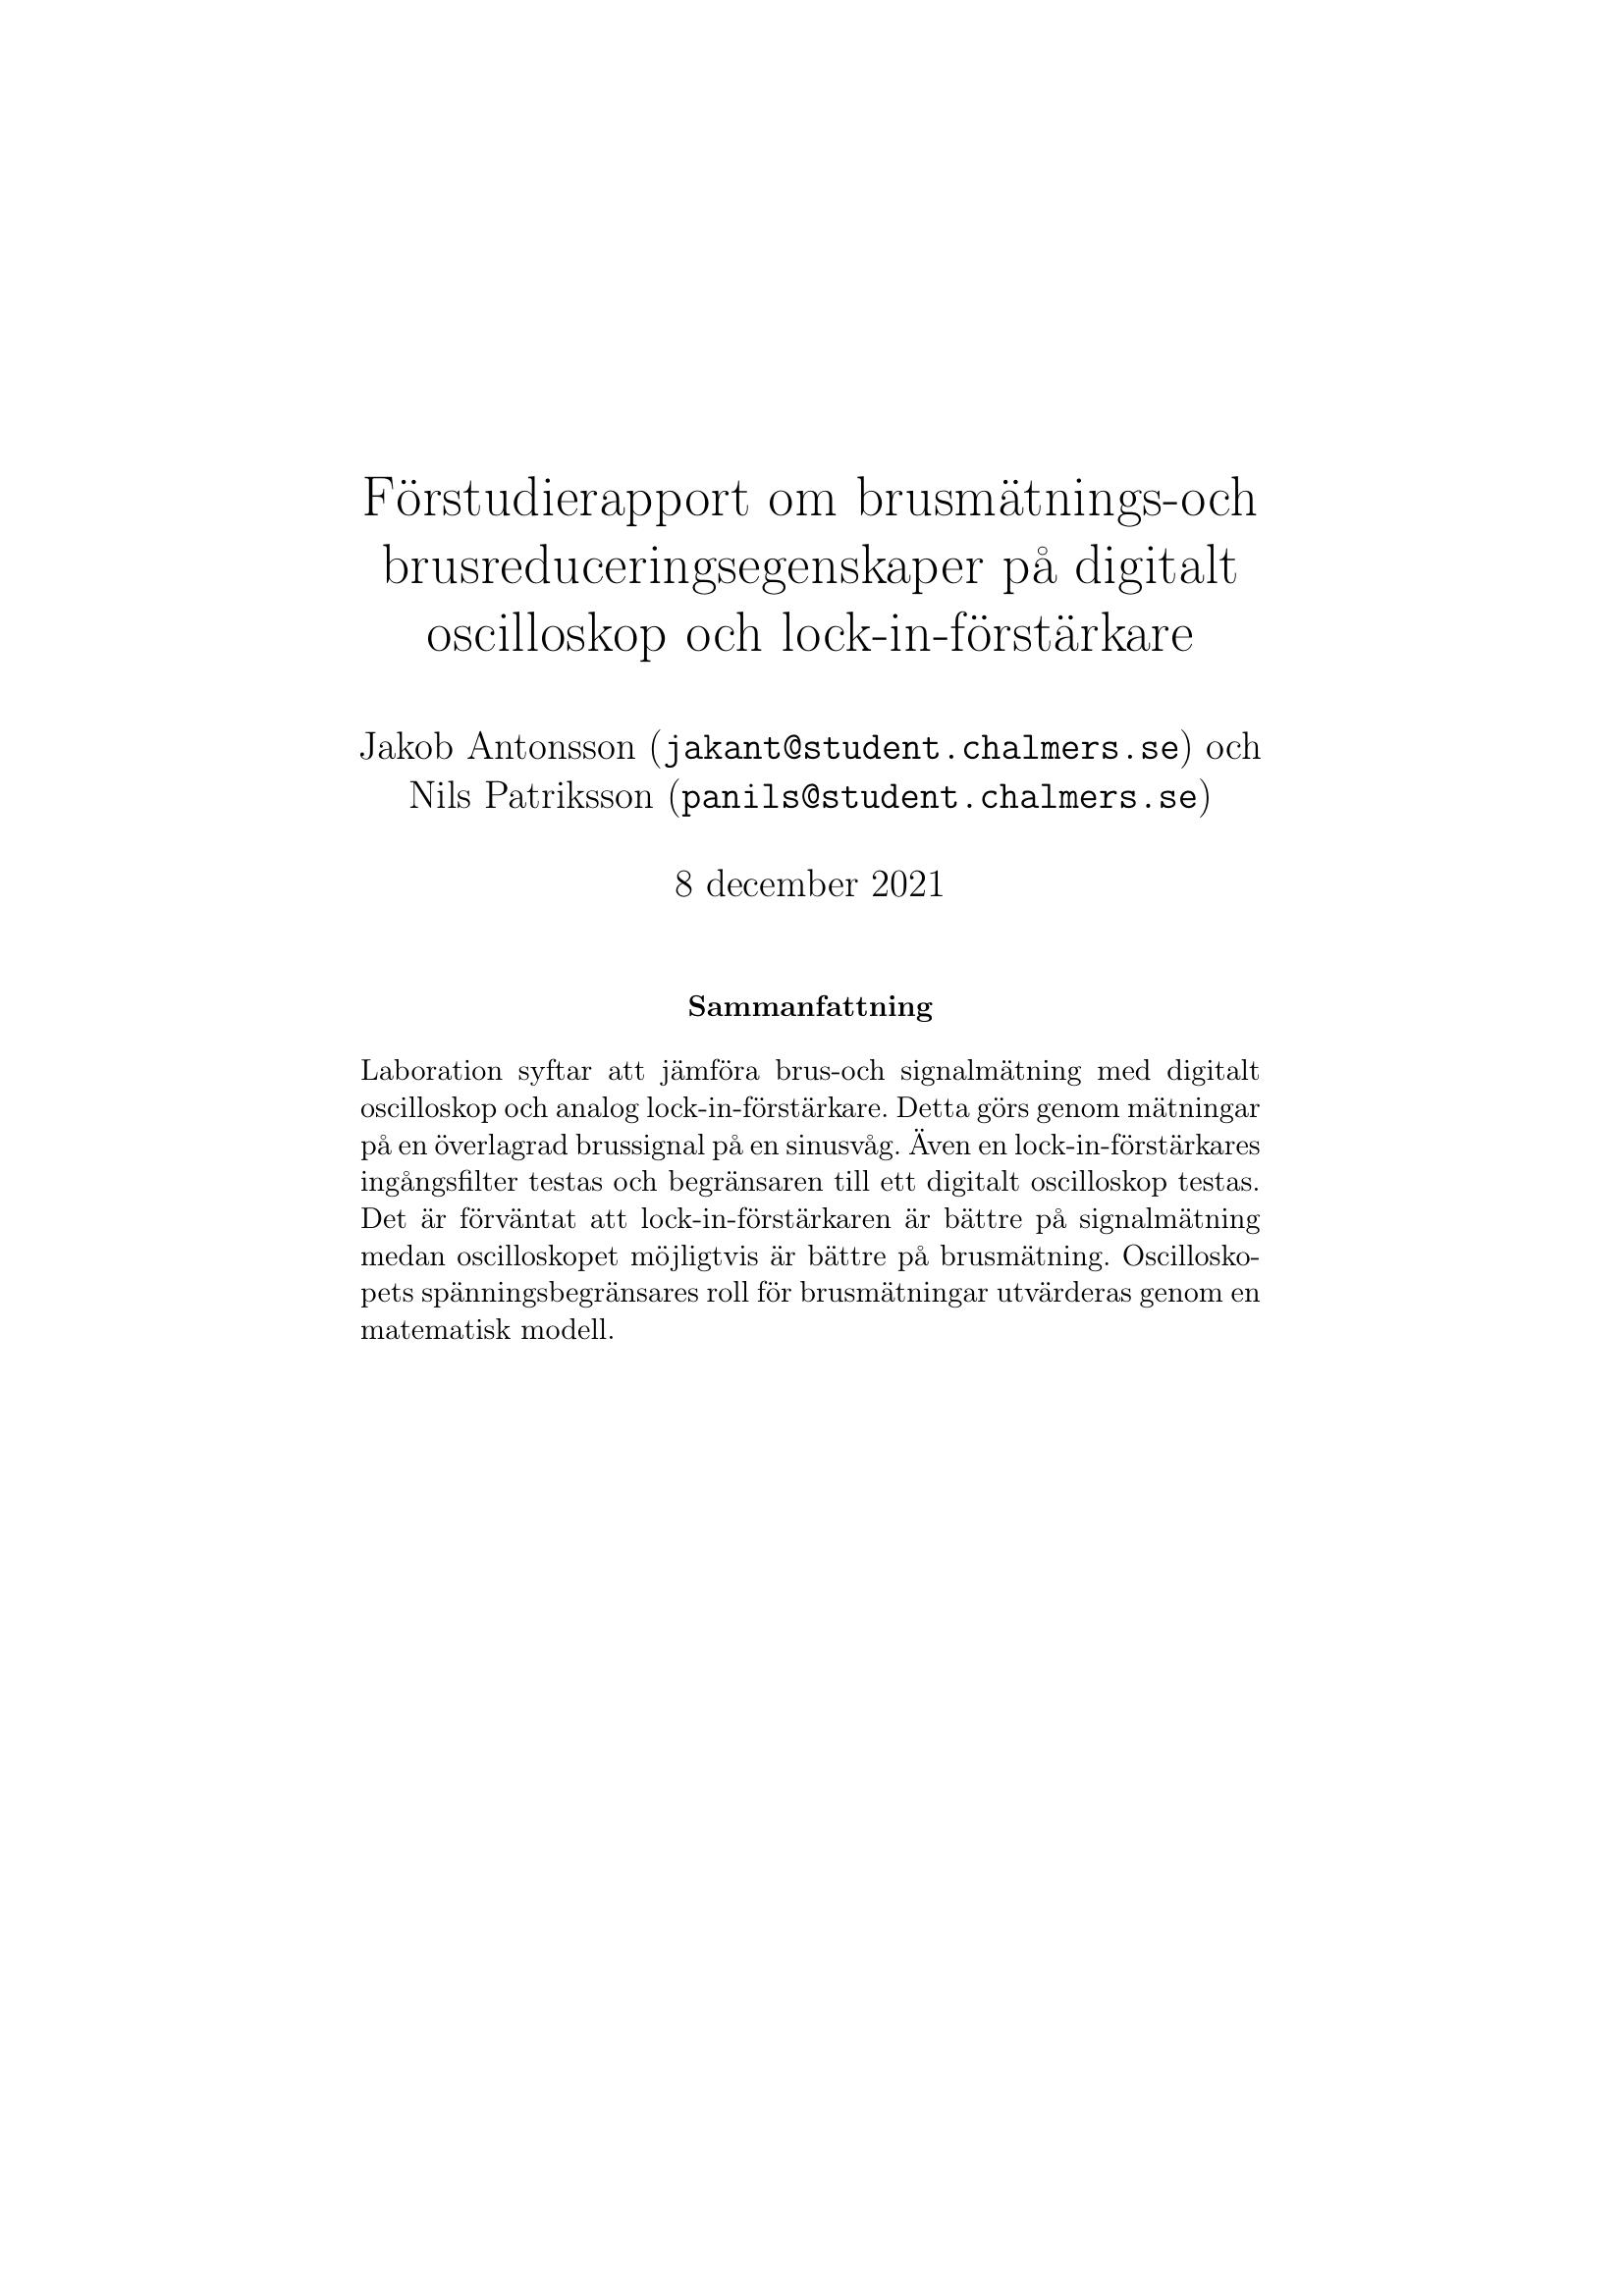 Förstudierapport om brusmätnings-och
brusreduceringsegenskaper på digitalt
oscilloskop och lock-in-förstärkare
Jakob Antonsson (jakant@student.chalmers.se) och
Nils Patriksson (panils@student.chalmers.se)
8 december 2021
Sammanfattning
Laboration syftar att jämföra brus-och signalmätning med digitalt
oscilloskop och analog lock-in-förstärkare. Detta görs genom mätningar
på en överlagrad brussignal på en sinusvåg. Även en lock-in-förstärkares
ingångsfilter testas och begränsaren till ett digitalt oscilloskop testas.
Det är förväntat att lock-in-förstärkaren är bättre på signalmätning
medan oscilloskopet möjligtvis är bättre på brusmätning. Oscillosko-
pets spänningsbegränsares roll för brusmätningar utvärderas genom en
matematisk modell.